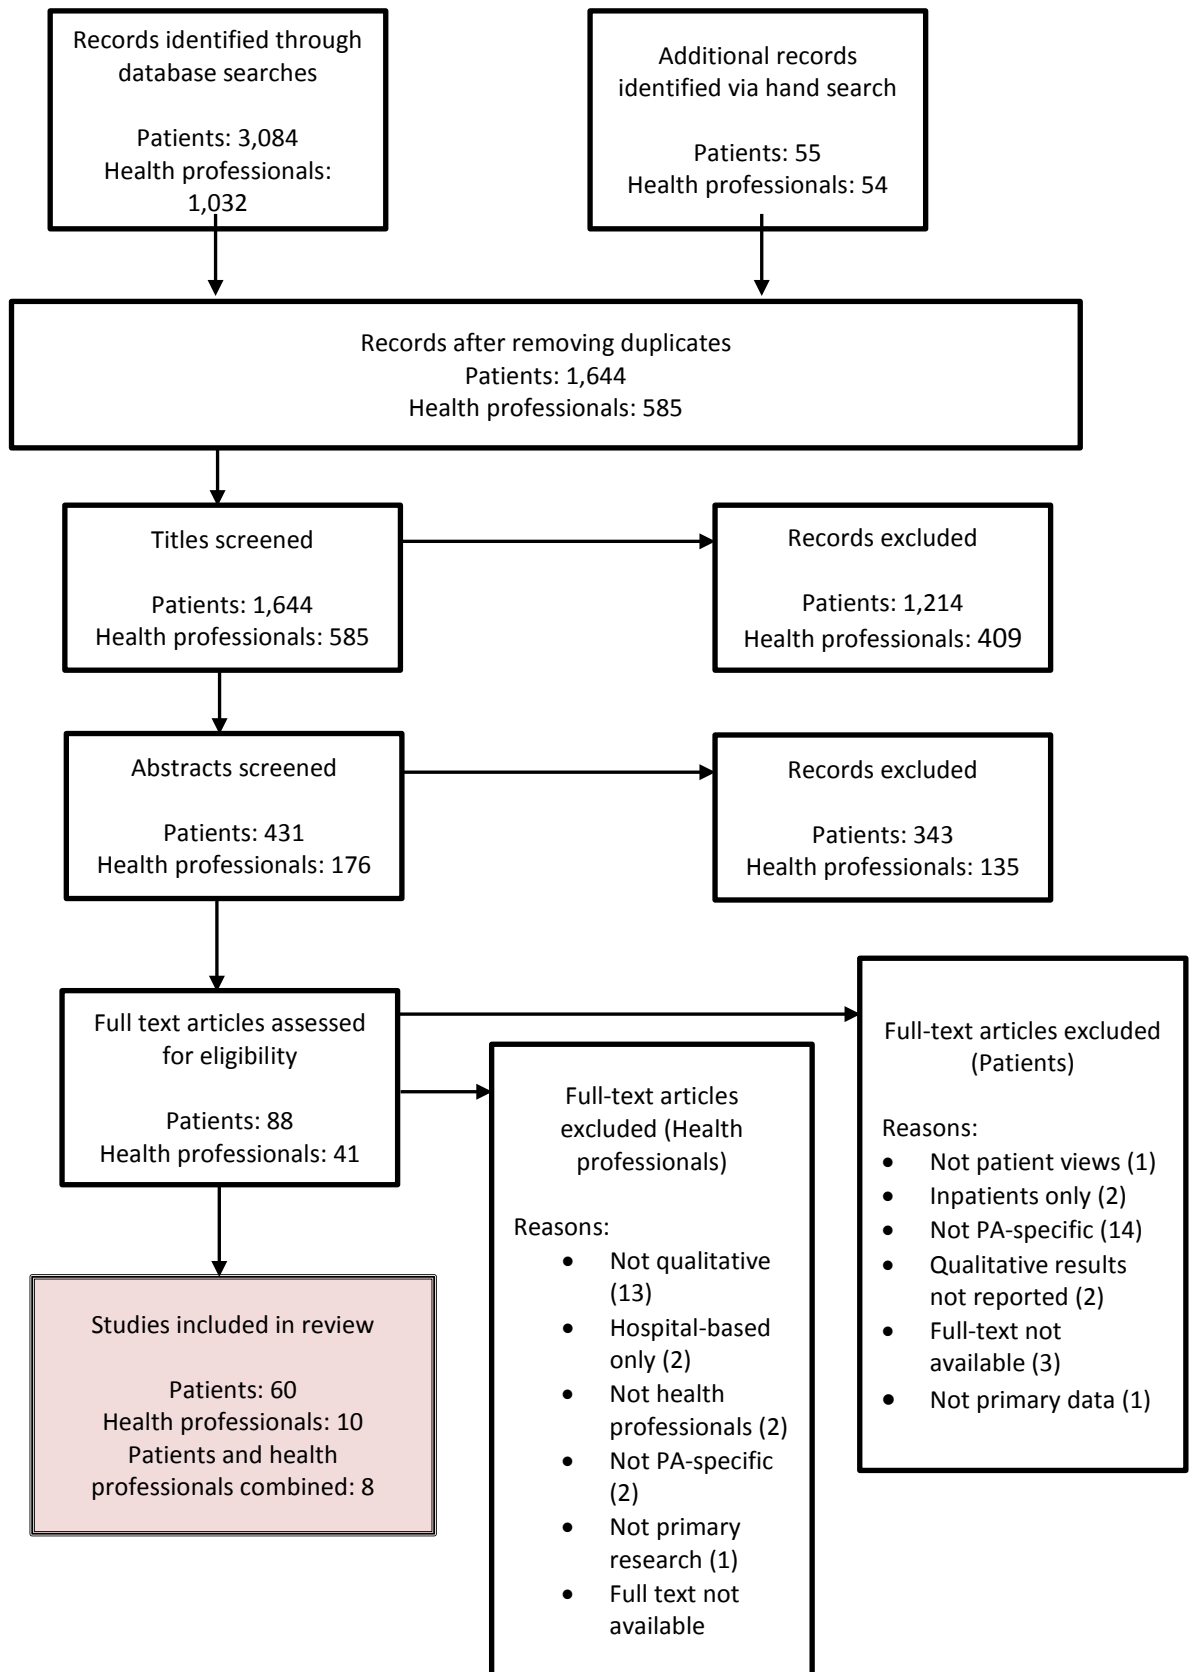 Records identified through
database searches
Patients: 3,084
Health professionals:
1,032
Additional records
identified via hand search
Patients: 55
Health professionals: 54
Records after removing duplicates
Patients: 1,644
Health professionals: 585
Titles screened
Patients: 1,644
Health professionals: 585
Records excluded
Patients: 1,214
Health professionals: 409
Abstracts screened
Patients: 431
Health professionals: 176
Records excluded
Patients: 343
Health professionals: 135
Full text articles assessed
for eligibility
Patients: 88
Health professionals: 41
Full-text articles excluded
(Patients)
Reasons:
• Not patient views (1)
• Inpatients only (2)
• Not PA-specific (14)
• Qualitative results
not reported (2)
• Full-text not
available (3)
• Not primary data (1)
Full-text articles
excluded (Health
professionals)
Reasons:
• Not qualitative
(13)
• Hospital-based
only (2)
• Not health
professionals (2)
• Not PA-specific
(2)
• Not primary
research (1)
• Full text not
available
Studies included in review
Patients: 60
Health professionals: 10
Patients and health
professionals combined: 8